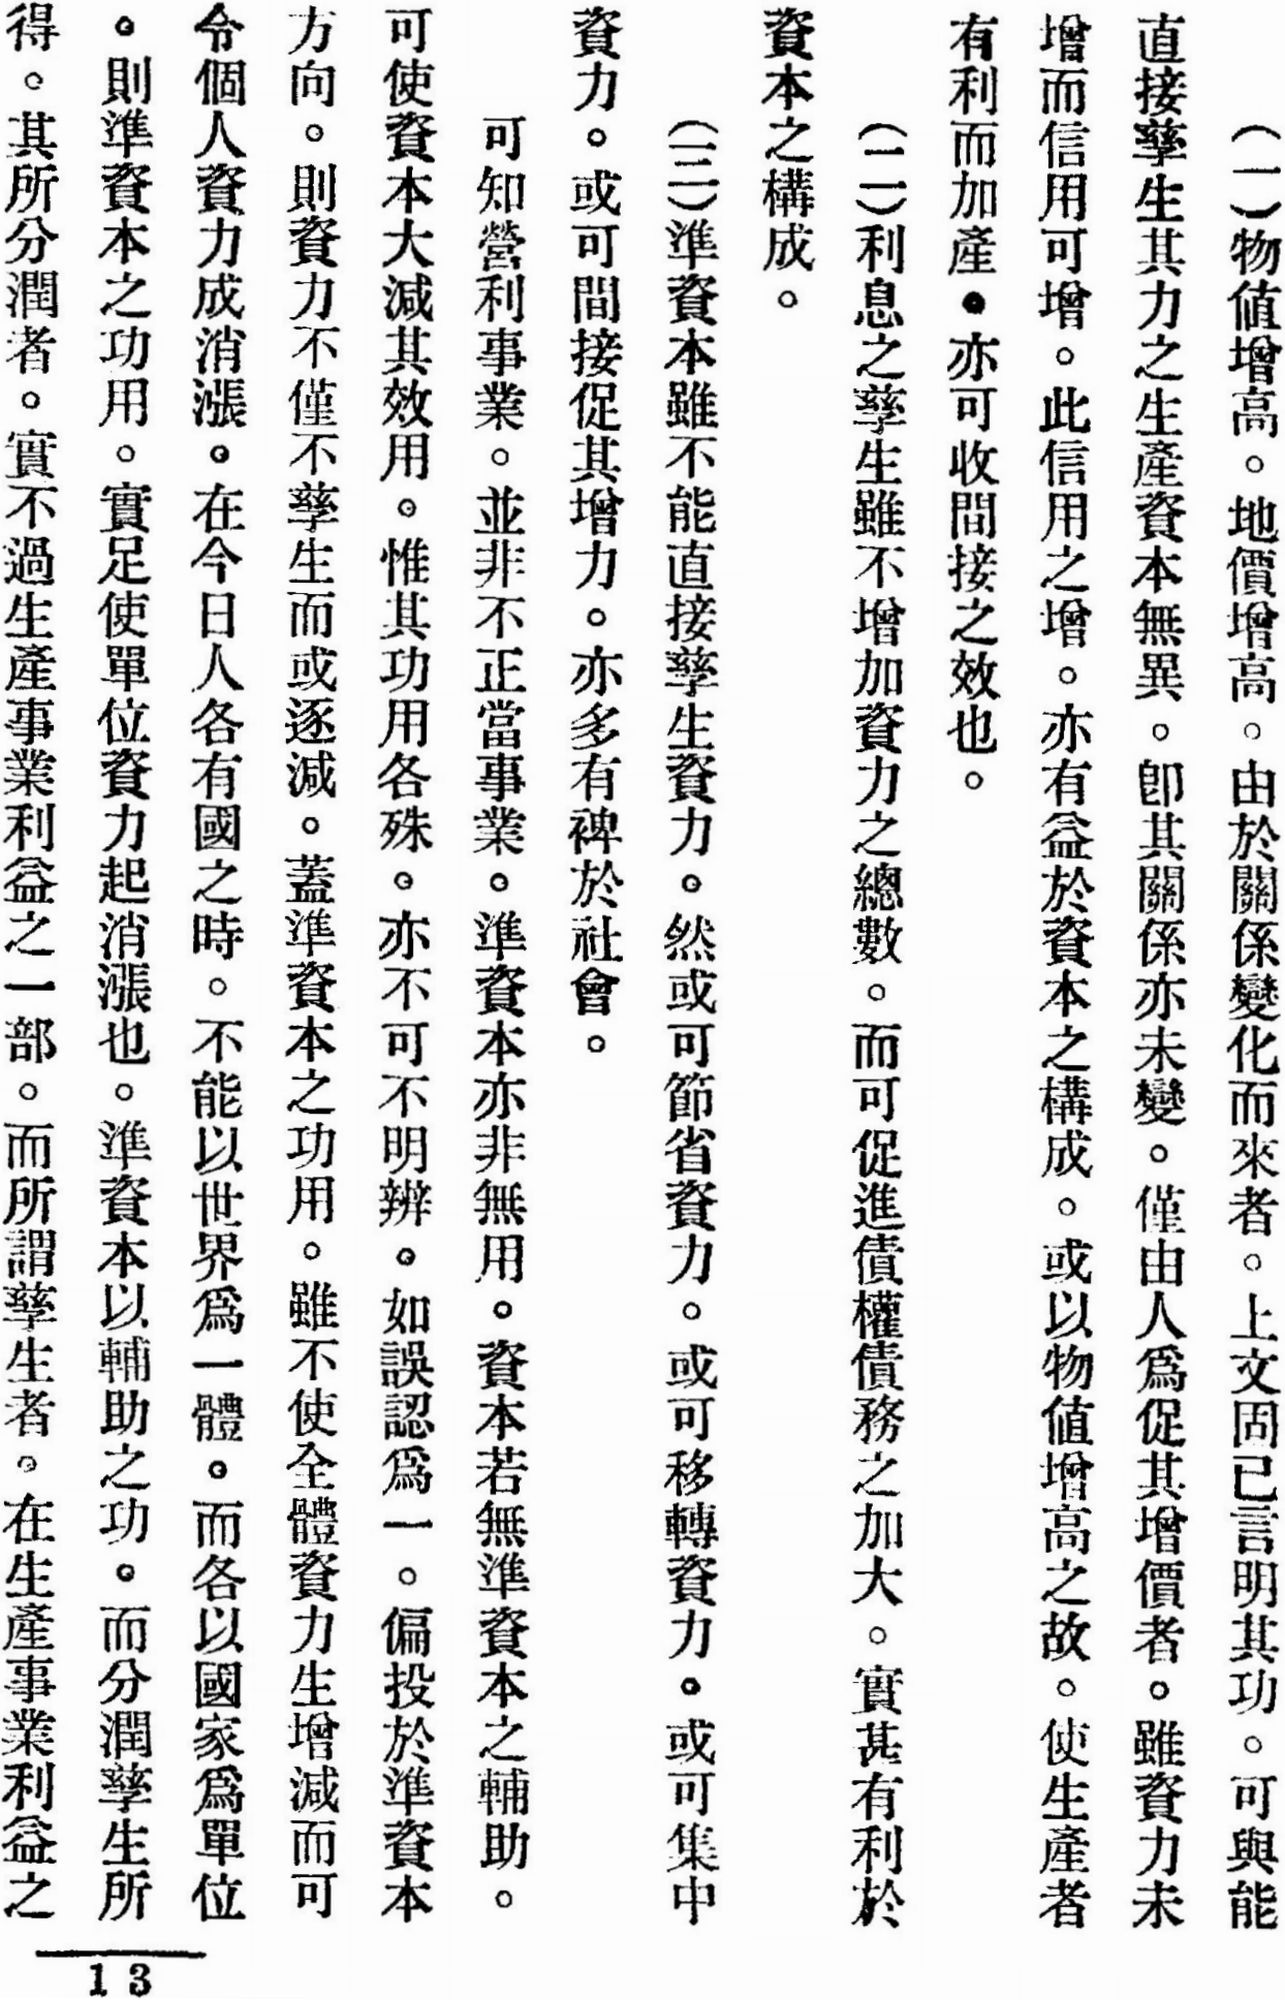 （一）物値增高。地價增高。由於關係變化而來者。上文固已言明其功。可與能
直接孳生其力之生產資本無異。卽其關係亦未變。僅由人爲促其增價者。雖資力未
增而信用可增。此信用之增。亦有益於資本之構成。或以物値增高之故。使生產者
有利而加產。亦可收間接之效也。
（二）利息之孳生雖不增加資力之總數。而可促進債權債務之加大。實甚有利於
資本之構成。
（三）準資本雖不能直接孳生資力。然或可節省資力。或可移轉資力。或可集中
資力。或可間接促其增力。亦多有裨於社會。
可知營利事業。並非不正當事業。準資本亦非無用。資本若無準資本之輔助。
可使資本大減其效用。惟其功用各殊。亦不可不明辨。如誤認爲一。偏投於準資本
方向。則資力不僅不孳生而或逐減。蓋準資本之功用。雖不使全體資力生增減而可
令個人資力成消漲。在今日人各有國之時。不能以世界爲一體。而各以國家爲單位
。則準資本之功用。實足使單位資力起消漲也。準資本以輔助之功。而分潤孳生所
得。其所分潤者。實不過生產事業利益之一部。而所謂孳生者。在生產事業利益之
13